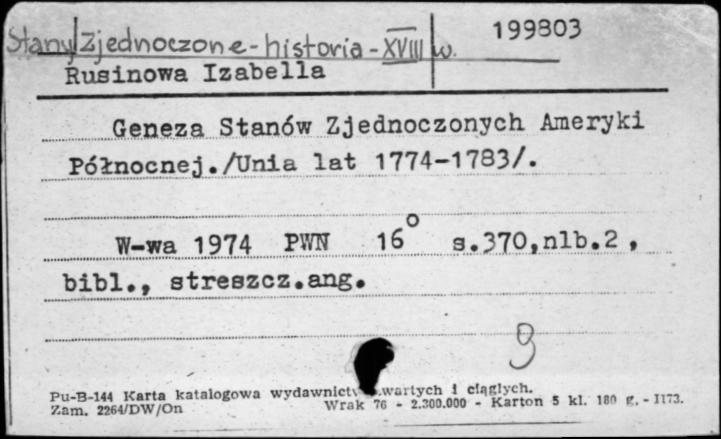 199803
Stany Zjednoczone - historia - XVIII w.
Rusinowa Izabella
Geneza Stanów Zjednoczonych Ameryki
Północnej./Unia lat 1774-1783/.
W-wa 1974 PWN 16° s.370,nlb.2,
bibl., streszcz.ang.
9
Pu-B-144 Karta katalogowa wydawnictw zwartych i ciągłych.
Zam. 2264/DW/On Wrak 76 - 2.300.000 - Karton 5 kl. 180 g. - 1173.